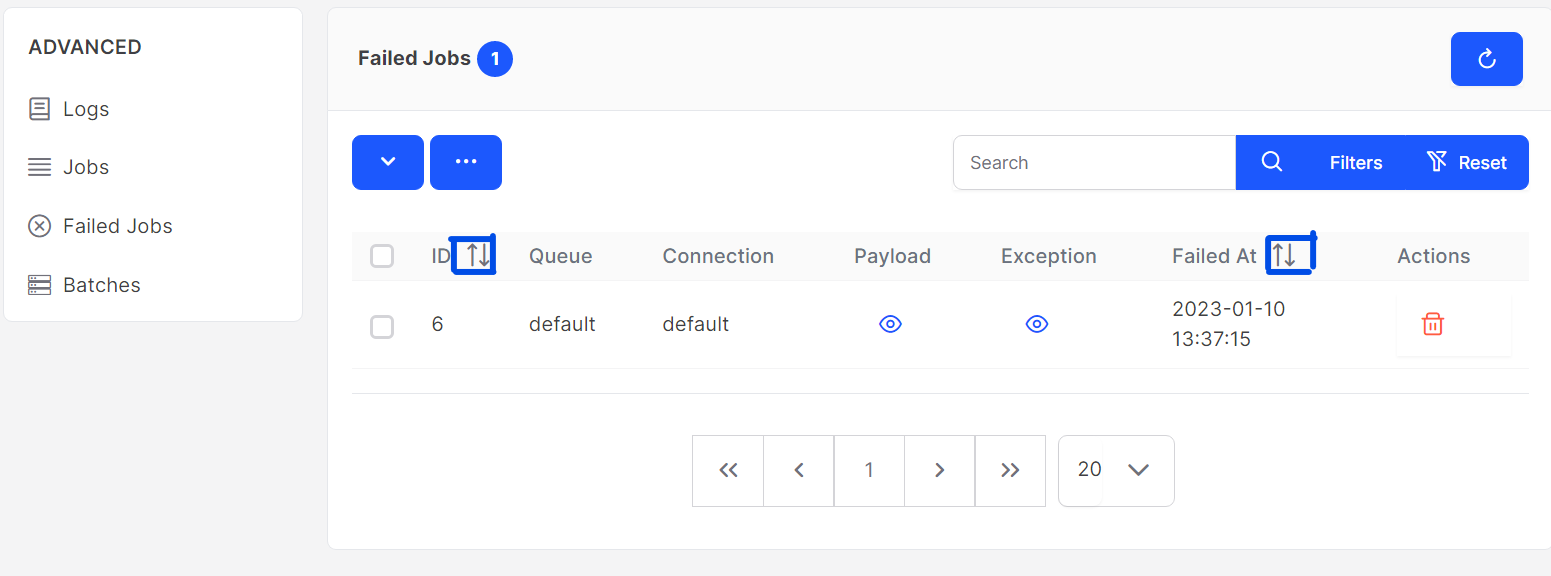 ADVANCED
Logs
Jobs
Failed Jobs
Batches
Failed Jobs 1
Search Filters Reset
ID Queue Connection Payload Exception Failed At Actions
6 default default 2023-01-10
13:37:15
1 20